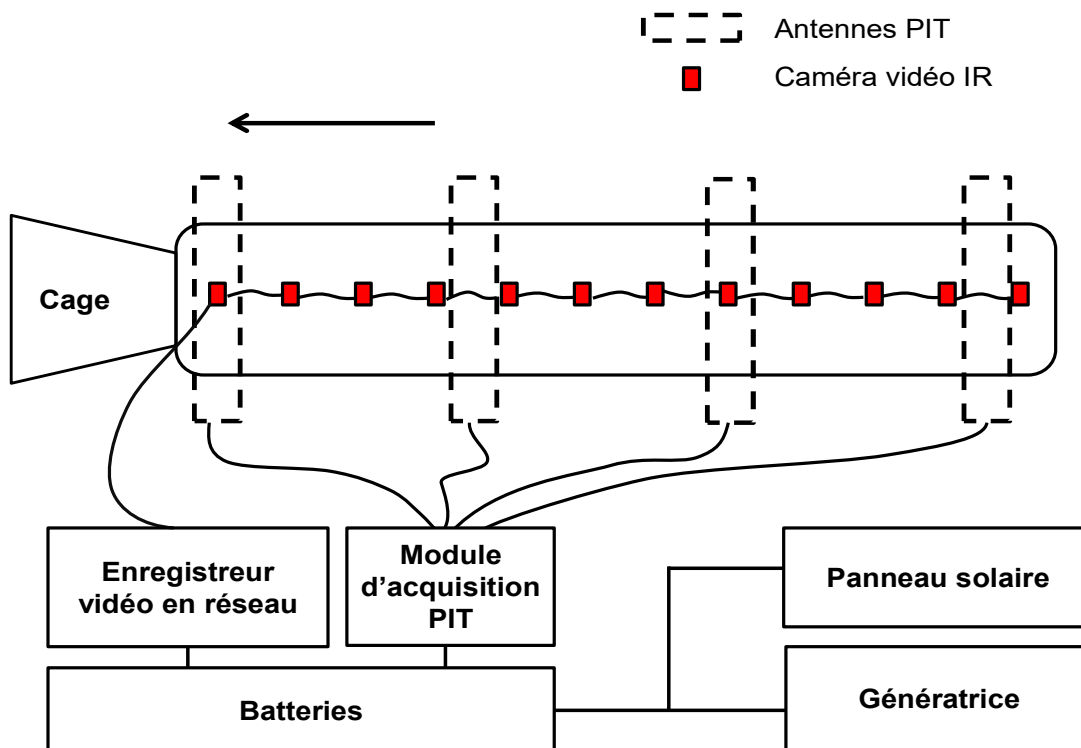 Antennes PIT
Caméra vidéo IR
Cage
Enregistreur
vidéo en réseau
Module
d'acquisition
PIT
Panneau solaire
Batteries
Génératrice